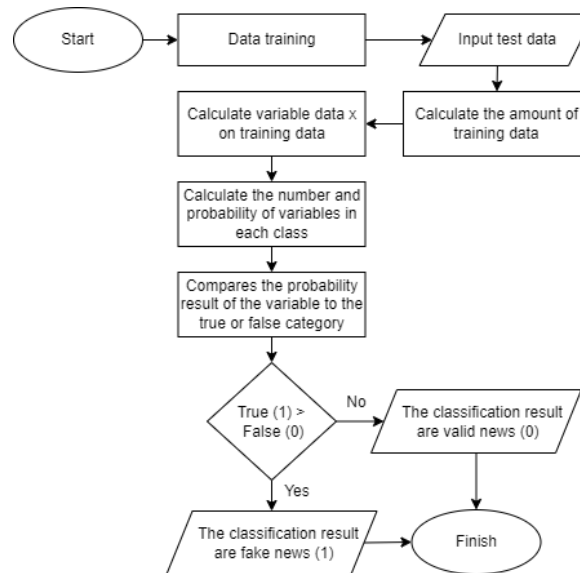 Start
Data training
Input test data
Calculate variable data x
on training data
Calculate the amount of
training data
Calculate the number and
probability of variables in
each class
Compares the probability
result of the variable to the
true or false category
True (1) >
False (0)
No
The classification result
are valid news (0)
Yes
The classification result
are fake news (1)
Finish